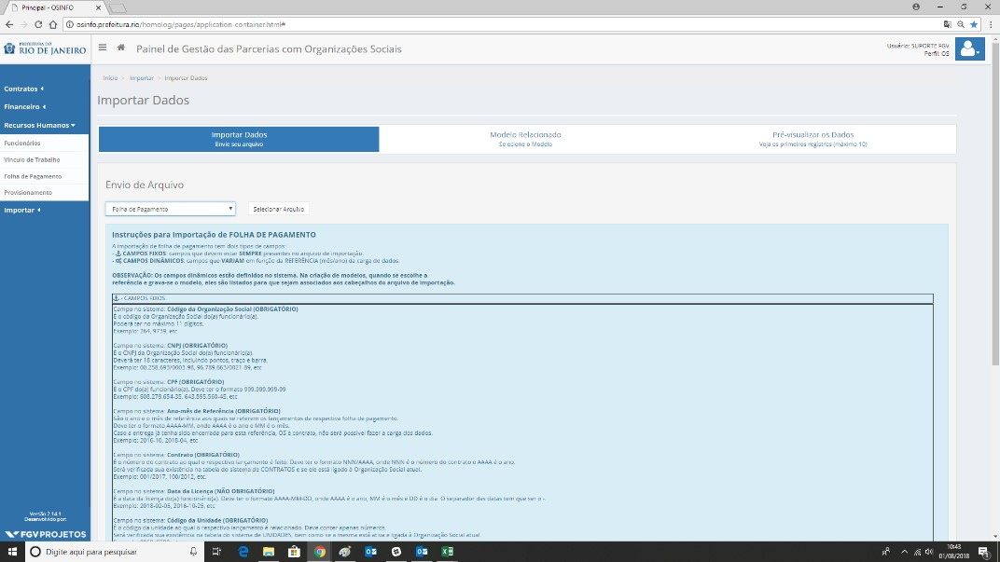 Principal - OSINFO
osinfo.prefeitura.rio/homolog/pages/application-container.html#
PREFEITURA DO
RIO DE JANEIRO
Painel de Gestão das Parcerias com Organizações Sociais
Usuário: SUPORTE FGV
Perfil: OS
Contratos
Financeiro
Recursos Humanos
Funcionários
Vínculo de Trabalho
Folha de Pagamento
Provisionamento
Importar
Início > Importar > Importar Dados
Importar Dados
Importar Dados
Envie seu arquivo
Modelo Relacionado
Selecione o Modelo
Pré-visualizar os Dados
Veja os primeiros registros (máximo 10)
Envio de Arquivo
Folha de Pagamento
Selecionar Arquivo
Instruções para Importação de FOLHA DE PAGAMENTO
A importação de folha de pagamento tem dois tipos de campos:
- CAMPOS FIXOS: campos que devem estar SEMPRE presentes no arquivo de importação.
- CAMPOS DINÂMICOS: campos que VARIAM em função da REFERÊNCIA (mês/ano) da carga de dados.
OBSERVAÇÃO: Os campos dinâmicos estão definidos no sistema. Na criação de modelos, quando se escolhe a
referência e grava-se o modelo, eles são listados para que sejam associados aos cabeçalhos do arquivo de importação.
- CAMPOS FIXOS
Campo no sistema: Código da Organização Social (OBRIGATÓRIO)
É o código da Organização Social do(a) funcionário(a).
Poderá ter no máximo 11 dígitos.
Exemplo: 264, 9739, etc
Campo no sistema: CNPJ (OBRIGATÓRIO)
É o CNPJ da Organização Social do(a) funcionário(a).
Deverá ter 18 caracteres, incluindo pontos, traço e barra.
Exemplo: 00.258.693/0003-98, 96.789.663/0021-89, etc
Campo no sistema: CPF (OBRIGATÓRIO)
É o CPF do(a) funcionário(a). Deve ter o formato 999.999.999-99
Exemplo: 608.279.654-35, 643.895.560-45, etc
Campo no sistema: Ano-mês de Referência (OBRIGATÓRIO)
São o ano e o mês de referência aos quais se referem os lançamentos da respectiva folha de pagamento
Deve ter o formato AAAA-MM, onde AAAA é o ano e MM é o mês.
Caso a entrega já tenha sido encerrada para esta referência, OS e contrato, não será possível fazer a carga dos dados.
Exemplo: 2016-10, 2018-04, etc
Campo no sistema: Contrato (OBRIGATÓRIO)
É o número do contrato ao qual o respectivo lançamento é feito. Deve ter o formato NNN/AAAA, onde NNN é o número do contrato e AAAA é o ano.
Será verificada sua existência na tabela do sistema de CONTRATOS e se ele está ligado à Organização Social atual.
Exemplo: 001/2017, 100/2012, etc.
Campo no sistema: Data da Licença (NÃO OBRIGATÓRIO)
É a data da licença do(a) funcionário(a). Deve ter o formato AAAA-MM-DD, onde AAAA é o ano, MM é o mês e DD é o dia. O separador das datas tem que ser o -.
Exemplo: 2018-02-05, 2016-10-25, etc
Campo no sistema: Código da Unidade (OBRIGATÓRIO)
É o código da unidade ao qual o respectivo lançamento é relacionado. Deve conter apenas números.
Será verificada sua existência na tabela do sistema de UNIDADES, bem como se a mesma está ativa e ligada à Organização Social atual.
Versão 2.14.1
Desenvolvido por:
FGV PROJETOS
Digite aqui para pesquisar
10:43
01/08/2018